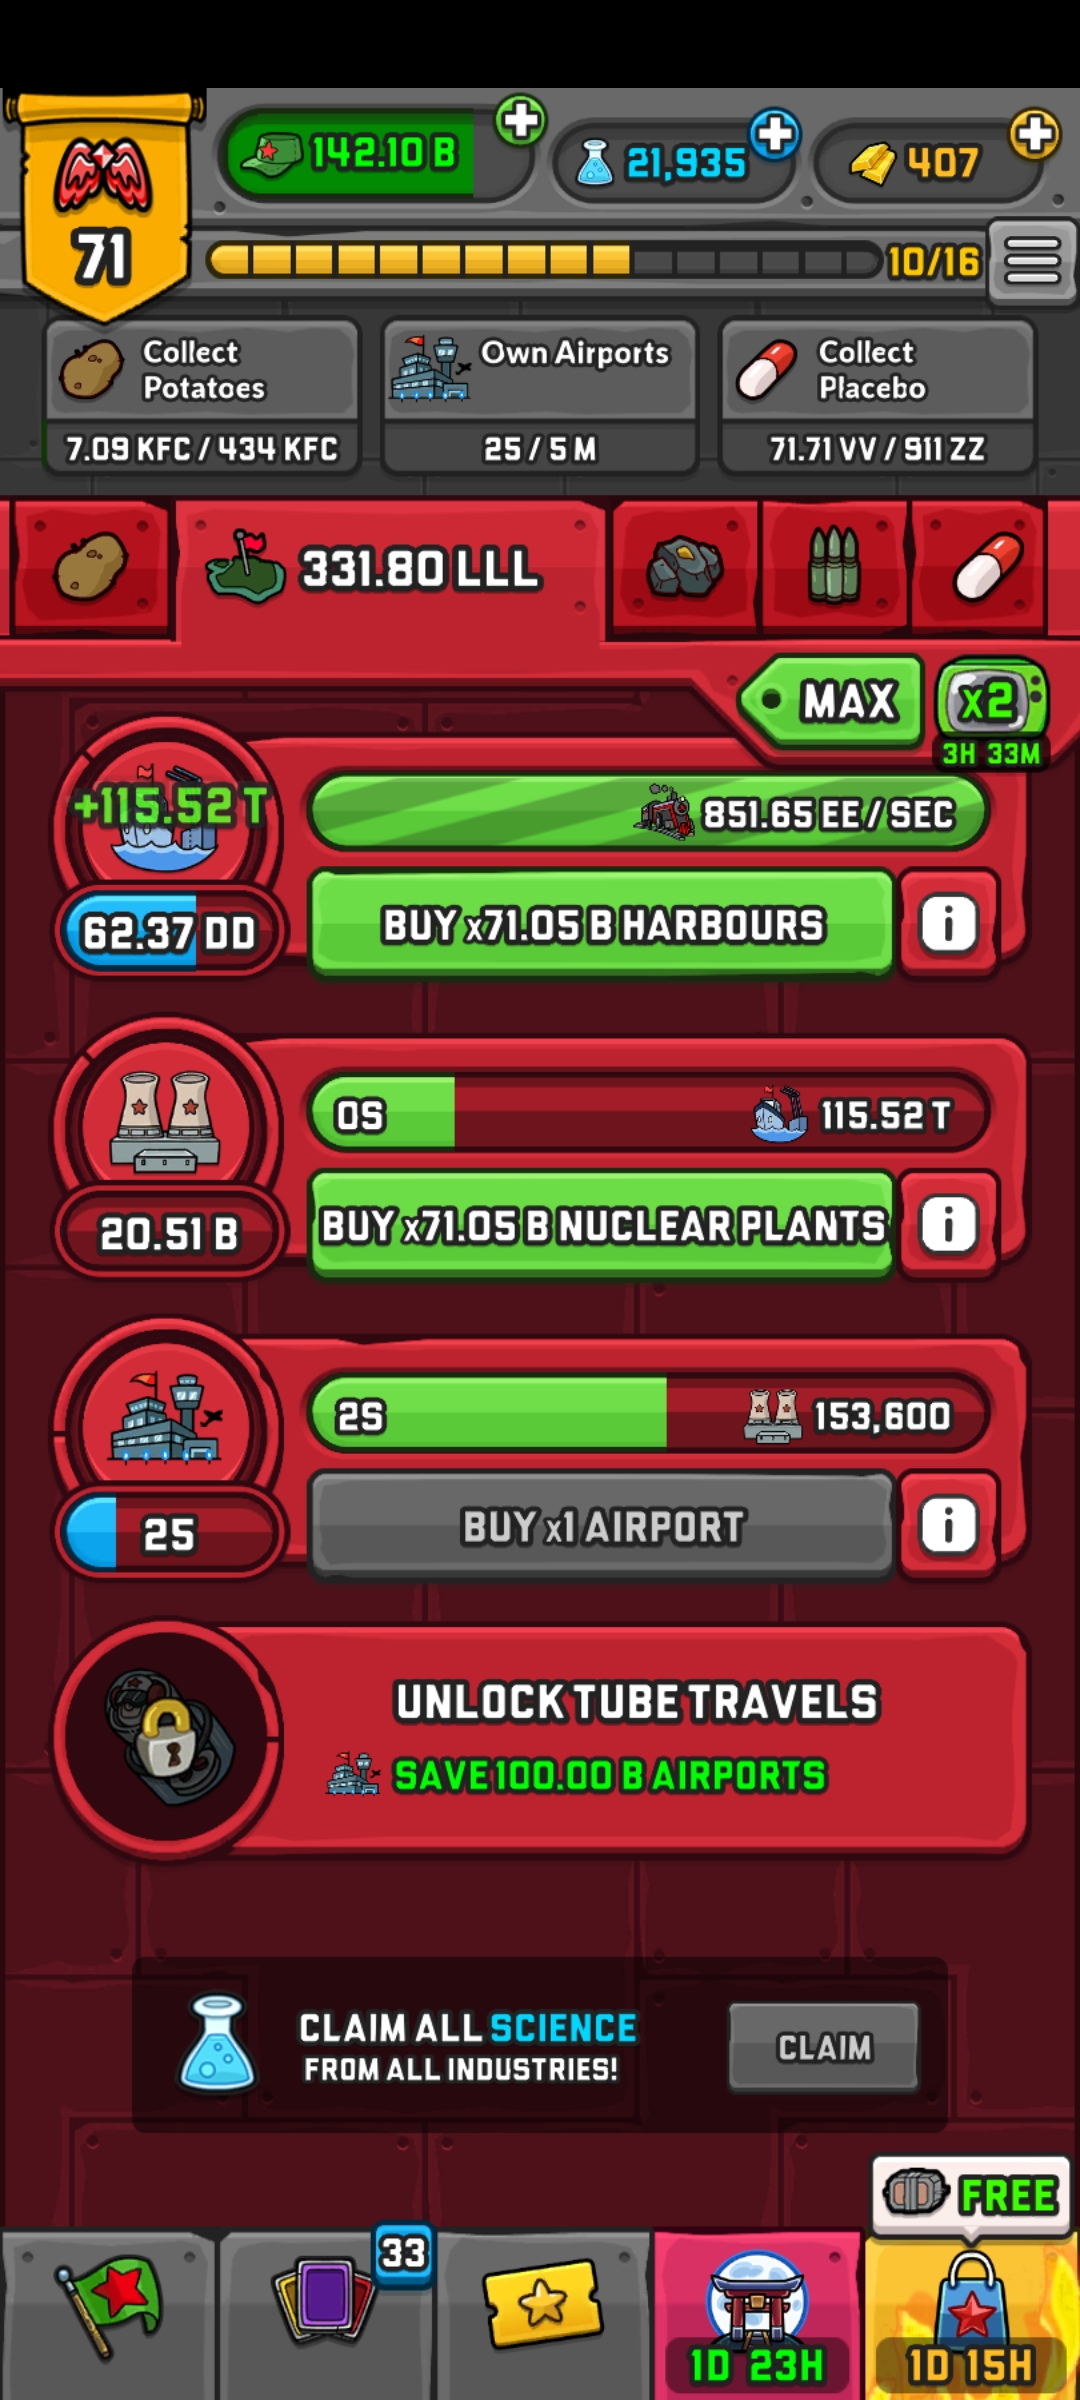 142.10 B
21,935
407
71
10/16
Collect
Potatoes
7.09 KFC / 434 KFC
Own Airports
25 / 5 M
Collect
Placebo
71.71 VV / 911 ZZ
331.80 LLL
MAX
x2
3H 33M
+115.52 T
851.65 EE / SEC
62.37 DD
BUY x71.05 B HARBOURS
i
0S
115.52 T
20.51 B
BUY x71.05 B NUCLEAR PLANTS
i
2S
153,600
25
BUY x1 AIRPORT
i
UNLOCK TUBE TRAVELS
SAVE 100.00 B AIRPORTS
CLAIM ALL SCIENCE
FROM ALL INDUSTRIES!
CLAIM
FREE
33
1D 23H
1D 15H